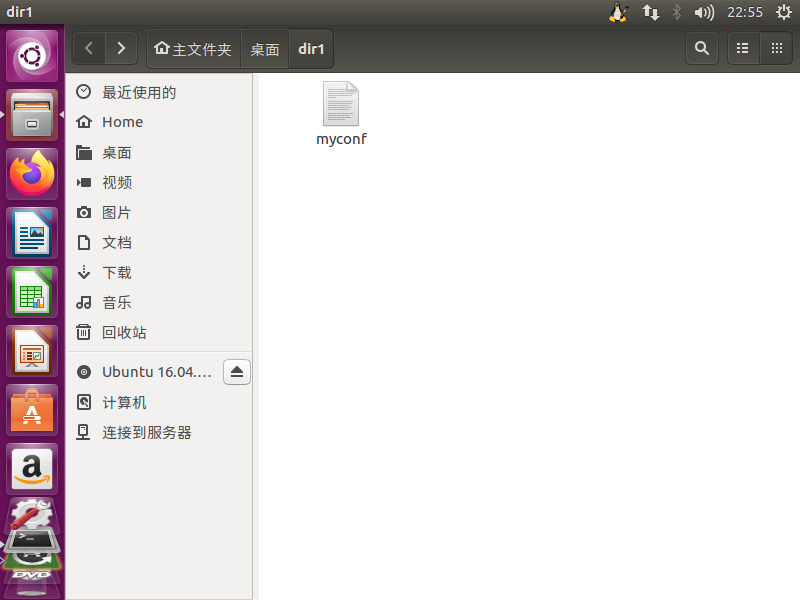 dir1
22:55
主文件夹 桌面 dir1
最近使用的
Home
桌面
视频
图片
文档
下载
音乐
回收站
Ubuntu 16.04....
计算机
连接到服务器
myconf